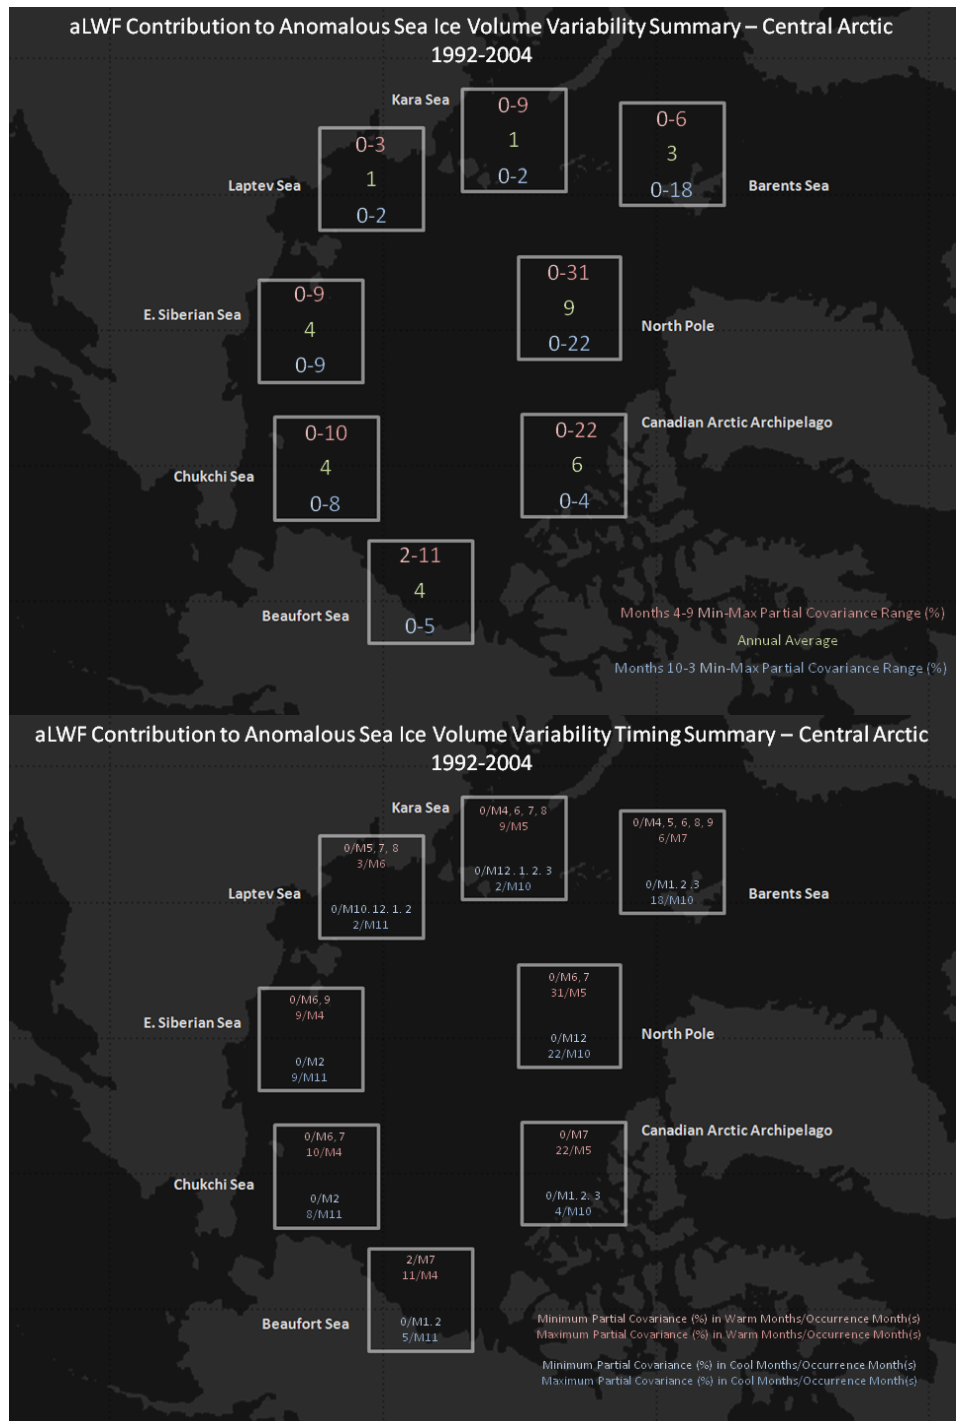 aLWF Contribution to Anomalous Sea Ice Volume Variability Summary – Central Arctic
1992-2004
Kara Sea
0-9
1
0-2
0-6
3
0-18
Barents Sea
0-3
1
0-2
Laptev Sea
0-31
9
0-22
North Pole
E. Siberian Sea
0-9
4
0-9
Canadian Arctic Archipelago
0-22
6
0-4
Chukchi Sea
0-10
4
0-8
Beaufort Sea
2-11
4
0-5
Months 4-9 Min-Max Partial Covariance Range (%)
Annual Average
Months 10-3 Min-Max Partial Covariance Range (%)
aLWF Contribution to Anomalous Sea Ice Volume Variability Timing Summary – Central Arctic
1992-2004
Kara Sea
0/M4, 6, 7, 8
9/M5
0/M12. 1. 2. 3
2/M10
0/M4, 5, 6, 8, 9
6/M7
0/M1. 2 .3
18/M10
Barents Sea
0/M5, 7, 8
3/M6
0/M10. 12. 1. 2
2/M11
Laptev Sea
0/M6, 7
31/M5
0/M12
22/M10
North Pole
E. Siberian Sea
0/M6, 9
9/M4
0/M2
9/M11
Canadian Arctic Archipelago
0/M7
22/M5
0/M1. 2. 3
4/M10
Chukchi Sea
0/M6, 7
10/M4
0/M2
8/M11
Beaufort Sea
2/M7
11/M4
0/M1. 2
5/M11
Minimum Partial Covariance (%) in Warm Months/Occurrence Month(s)
Maximum Partial Covariance (%) in Warm Months/Occurrence Month(s)
Minimum Partial Covariance (%) in Cool Months/Occurrence Month(s)
Maximum Partial Covariance (%) in Cool Months/Occurrence Month(s)